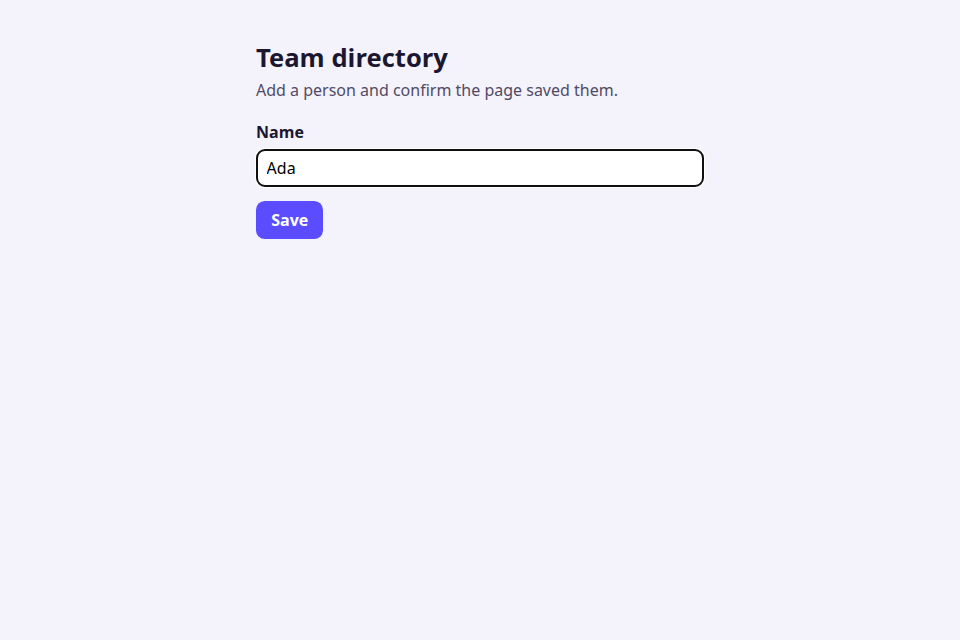 Team directory
Add a person and confirm the page saved them.
Name
Ada
Save